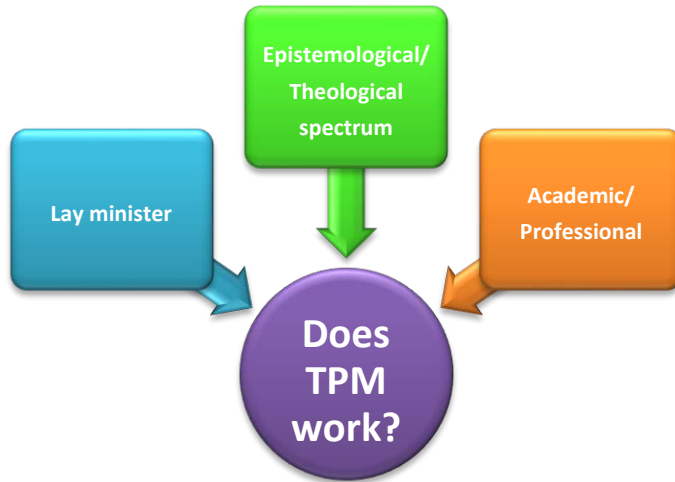 Epistemological/
Theological
spectrum
Lay minister
Academic/
Professional
Does
TPM
work?